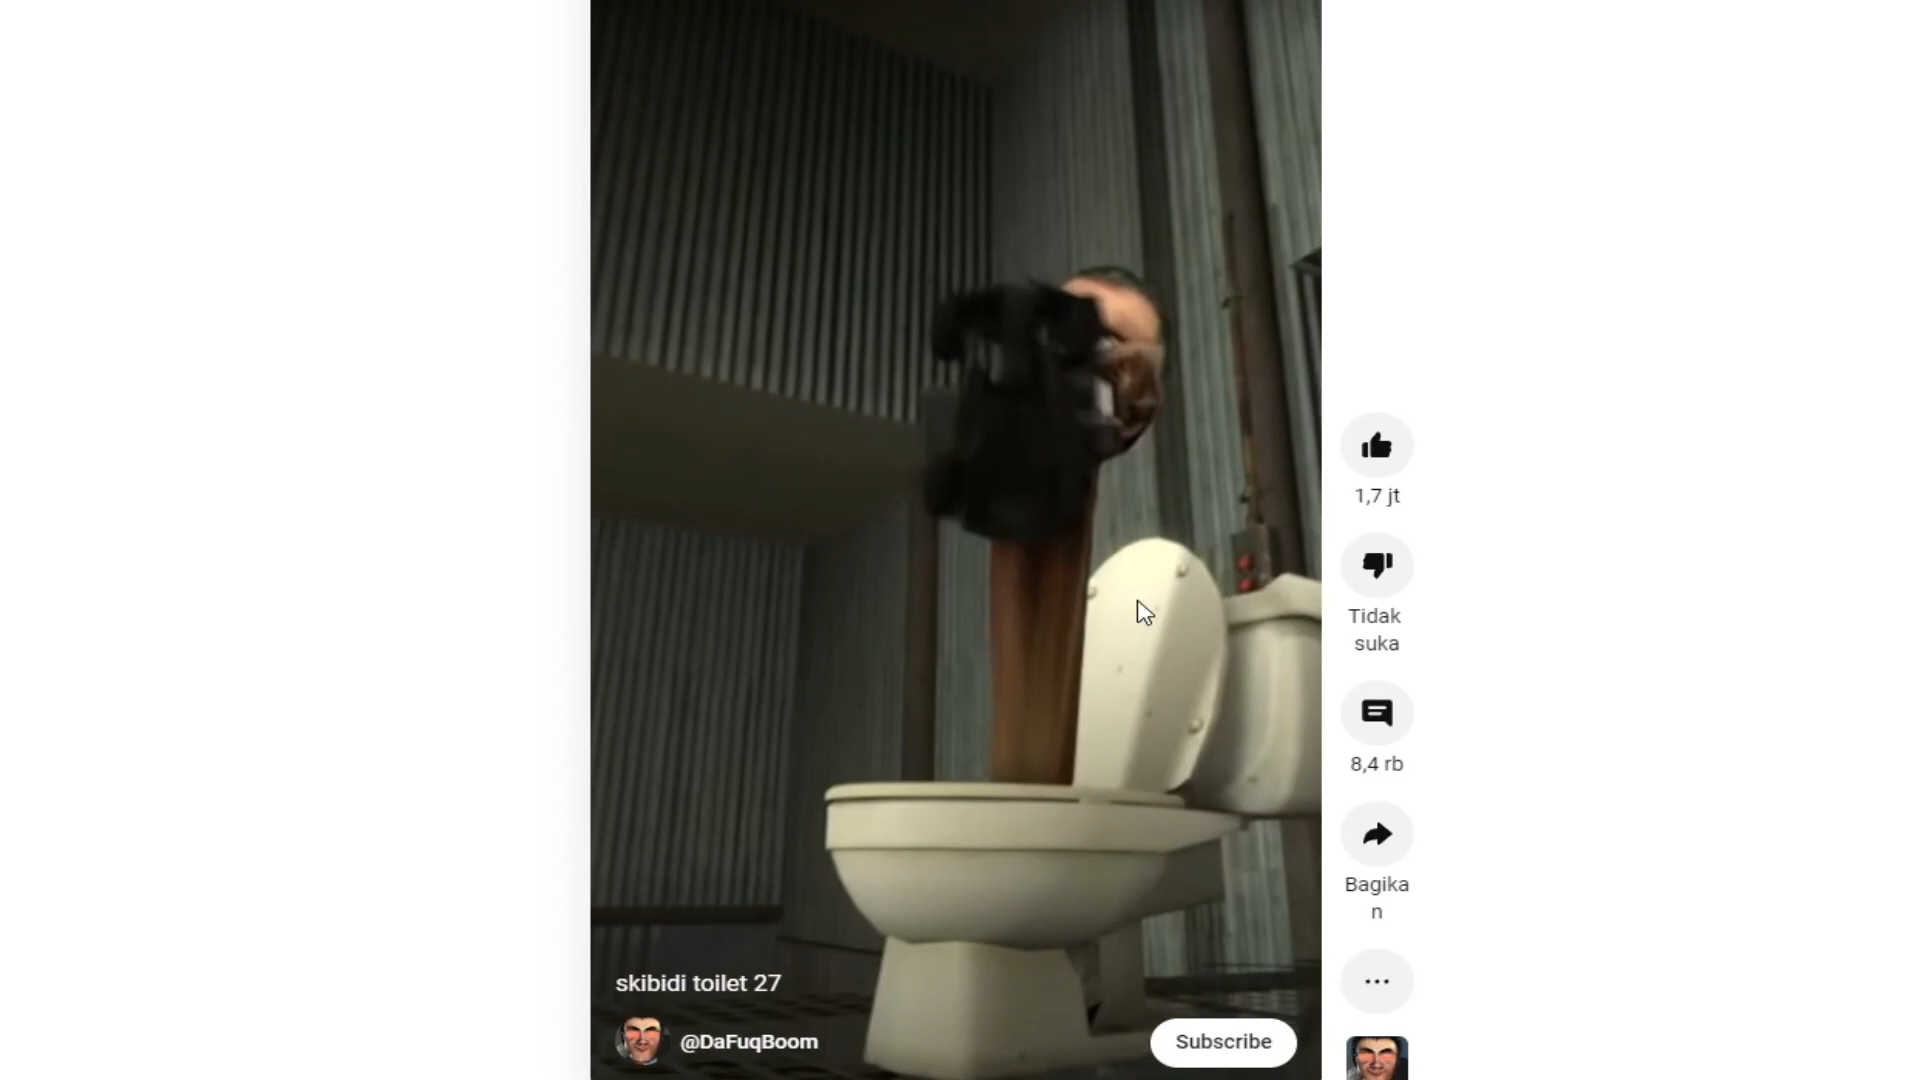 1,7 jt
Tidak
suka
8,4 rb
Bagika
n
skibidi toilet 27
@DaFuqBoom
Subscribe